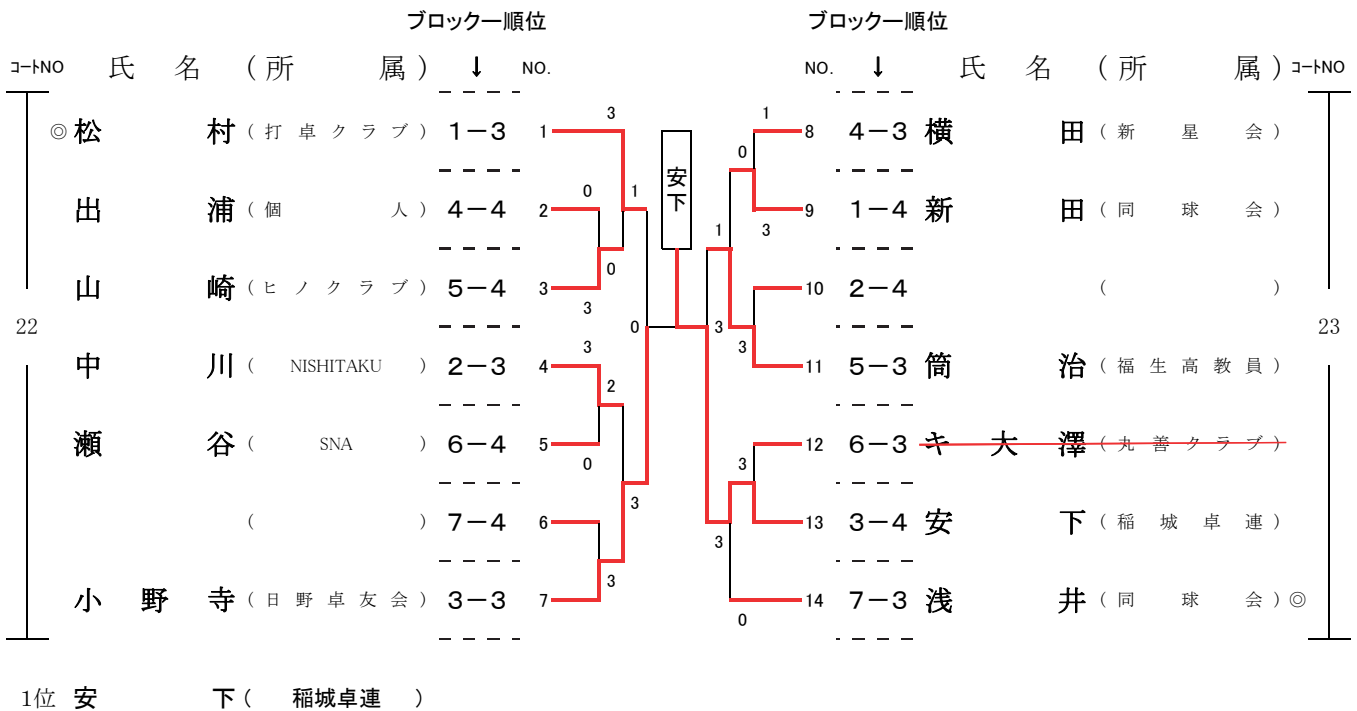 ブロックー順位 ブロックー順位
コートNO 氏 名 (所 属) ↓ NO. NO. ↓ 氏 名 (所 属) コートNO
◎ 松 村 (打卓クラブ) 1-3 1 3 1 8 4-3 横 田 (新 星 会)
0
安下
0 1
出 浦 (個 人) 4-4 2 9 1-4 新 田 (同 球 会)
1 3
0
山 崎 (ヒノクラブ) 5-4 3 10 2-4 ( )
3
22 0 3 23
3 3
中 川 (NISHITAKU) 2-3 4 11 5-3 筒 治 (福生高教員)
2
瀬 谷 (SNA) 6-4 5 12 6-3 キ 大 澤 (丸善クラブ)
0 3
3
( ) 7-4 6 13 3-4 安 下 (稲城卓連)
3
3
小 野 寺 (日野卓友会) 3-3 7 14 7-3 浅 井 (同 球 会) ◎
0
1位 安 下 ( 稲城卓連 )